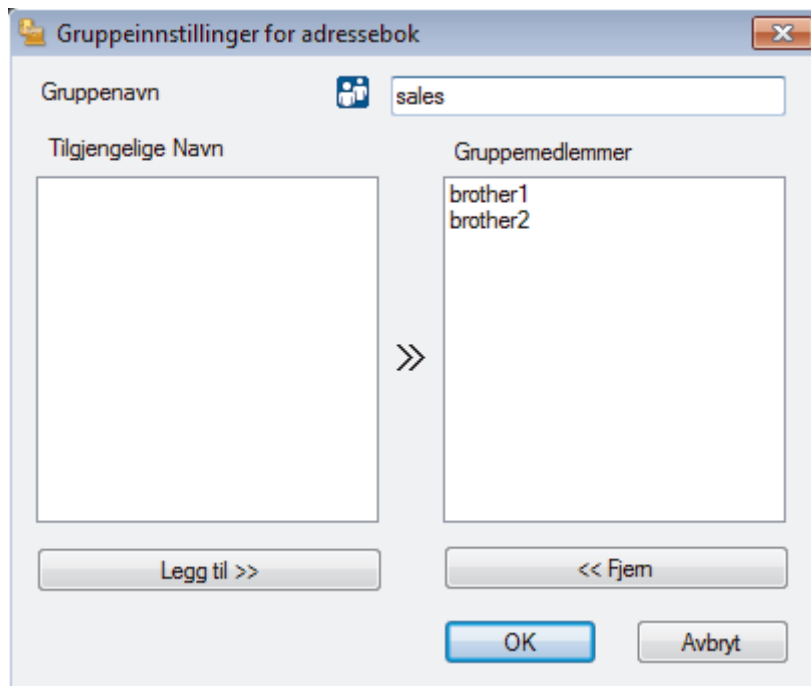 Gruppeinnstillinger for adressebok
Gruppenavn
sales
Tilgjengelige Navn
Gruppemedlemmer
brother1
brother2
Legg til >>
<< Fjern
OK
Avbryt